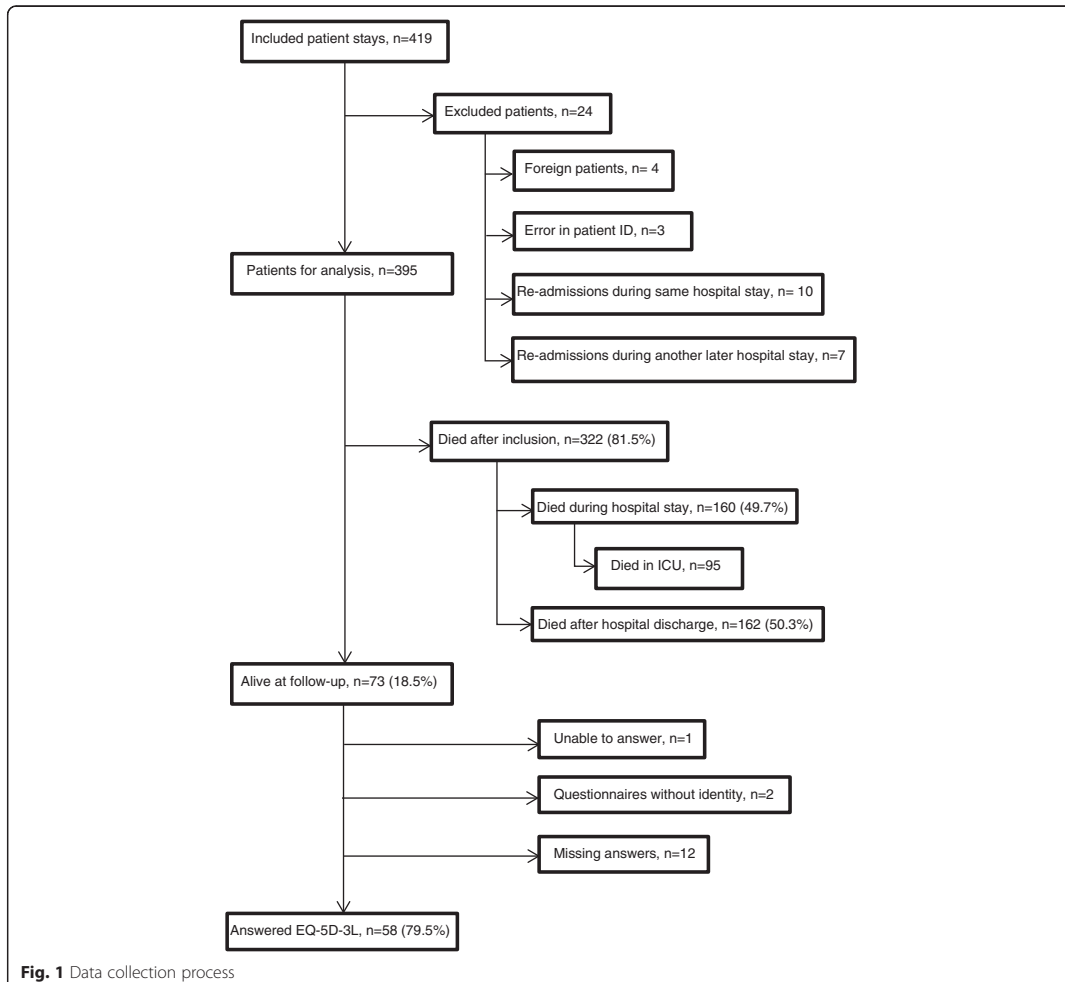 Included patient stays, n=419
Excluded patients, n=24
Foreign patients, n= 4
Error in patient ID, n=3
Patients for analysis, n=395
Re-admissions during same hospital stay, n= 10
Re-admissions during another later hospital stay, n=7
Died after inclusion, n=322 (81.5%)
Died during hospital stay, n=160 (49.7%)
Died in ICU, n=95
Died after hospital discharge, n=162 (50.3%)
Alive at follow-up, n=73 (18.5%)
Unable to answer, n=1
Questionnaires without identity, n=2
Missing answers, n=12
Answered EQ-5D-3L, n=58 (79.5%)
Fig. 1 Data collection process